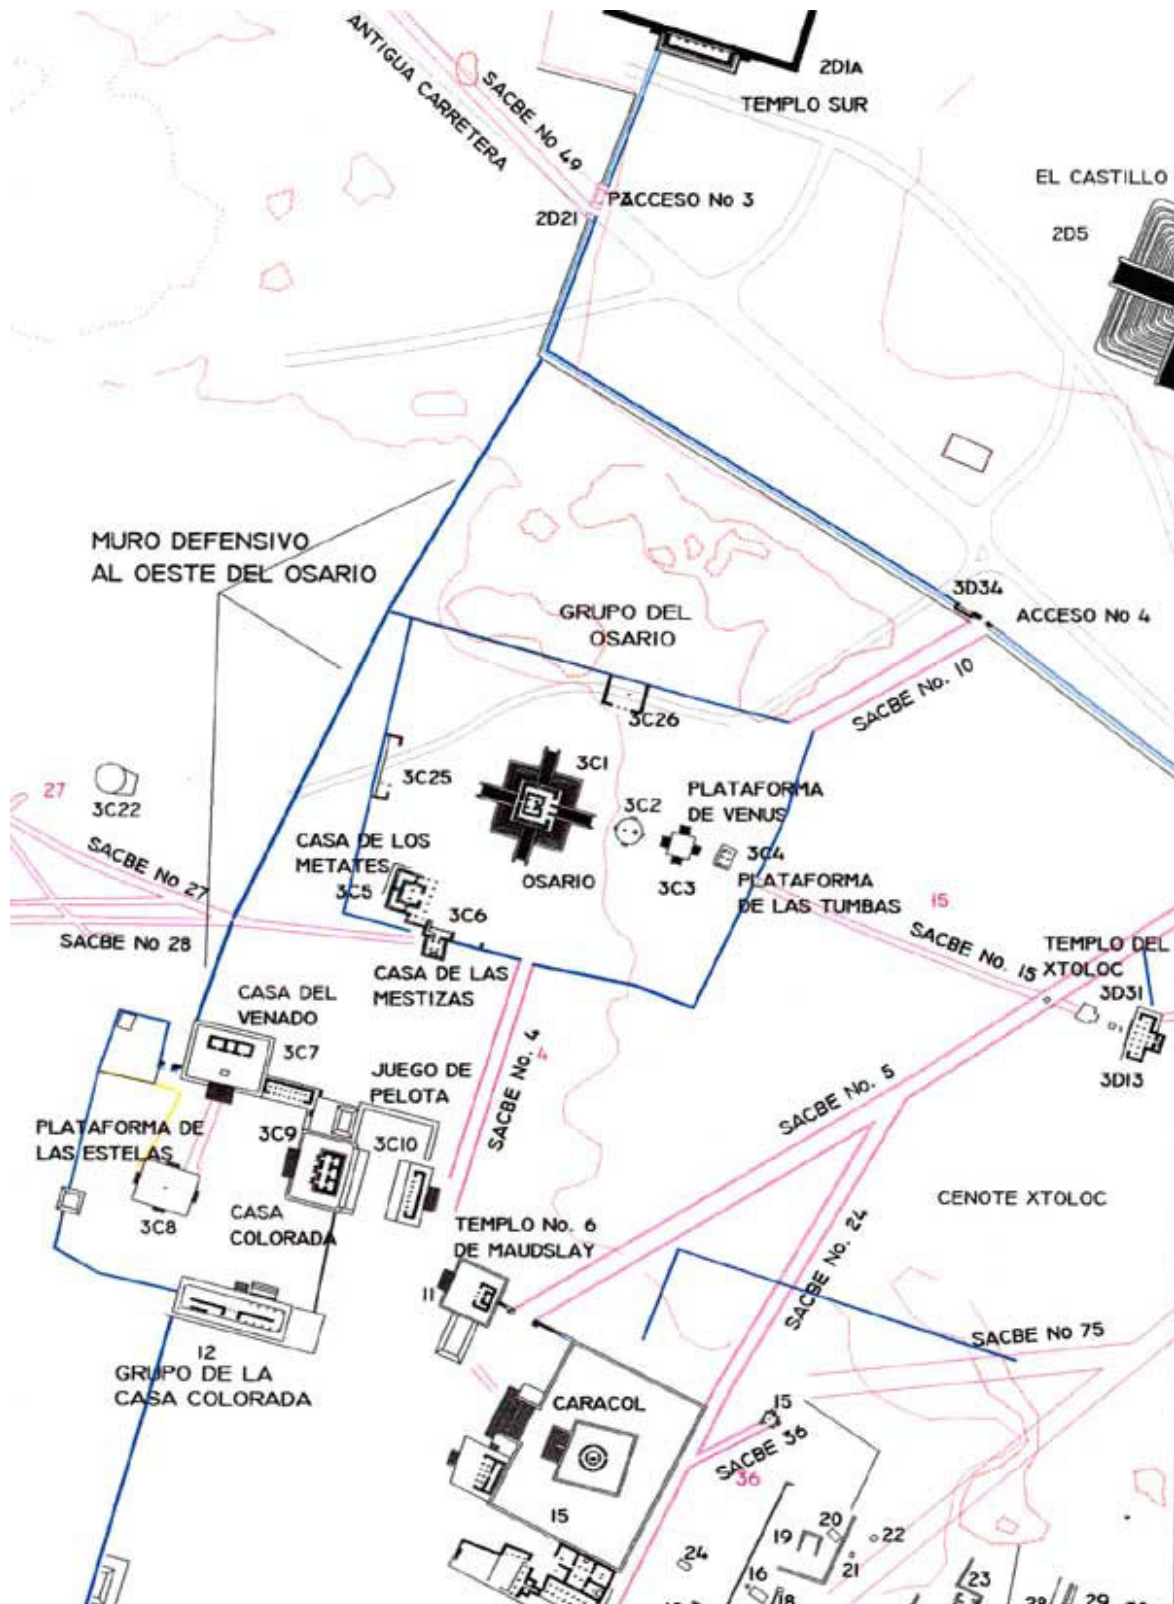 2D1A
TEMPLO SUR
ANTIGUA CARRETERA
SACBE No 49
PACCESO No 3
2D21
EL CASTILLO
2D5
MURO DEFENSIVO
AL OESTE DEL OSARIO
GRUPO DEL
OSARIO
3D34
ACCESO No 4
SACBE No. 10
3C26
3C1
3C25
27
3C22
SACBE No 27
SACBE No 28
CASA DE LOS
METATES
3C5
3C6
OSARIO
3C2
PLATAFORMA
DE VENUS
3C3
3C4
PLATAFORMA
DE LAS TUMBAS
15
SACBE No. 15
TEMPLO DEL
XTOLOC
3D31
3D13
CASA DE LAS
MESTIZAS
CASA DEL
VENADO
3C7
SACBE No. 4
4
JUEGO DE
PELOTA
PLATAFORMA DE
LAS ESTELAS
3C9
3C10
3C8
CASA
COLORADA
SACBE No. 5
CENOTE XTOLOC
TEMPLO No. 6
DE MAUDSLAY
11
SACBE No. 24
SACBE No 75
12
GRUPO DE LA
CASA COLORADA
CARACOL
15
SACBE 36
36
15
20
19
22
21
24
16
18
23
28
29